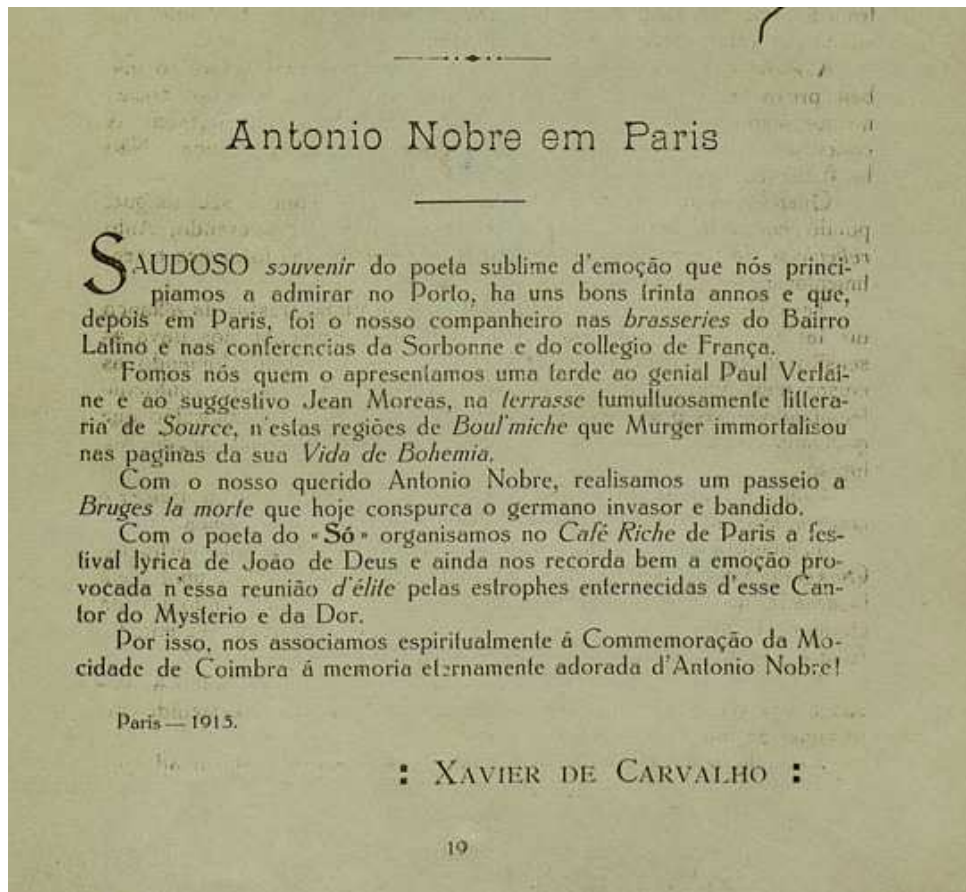 Antonio Nobre em Paris
SAUDOSO souvenir do poeta sublime d'emoção que nós princi-
piamos a admirar no Porto, ha uns bons trinta annos e que,
depois em Paris, foi o nosso companheiro nas brasseries do Bairro
Latino e nas conferencias da Sorbonne e do collegio de França.
Fomos nós quem o apresentamos uma tarde ao genial Paul Verlai-
ne e ao suggestivo Jean Moreas, na terrasse tumultuosamente littera-
ria de Source, n'estas regiões de Boul'miche que Murger immortalisou
nas paginas da sua Vida de Bohemia.
Com o nosso querido Antonio Nobre, realisamos um passeio a
Bruges la morte que hoje conspurca o germano invasor e bandido.
Com o poeta do «Só» organisamos no Café Riche de Paris a fes-
tival lyrica de João de Deus e ainda nos recorda bem a emoção pro-
vocada n'essa reunião d'élite pelas estrophes enternecidas d'esse Can-
tor do Mysterio e da Dor.
Por isso, nos associamos espiritualmente á Commemoração da Mo-
cidade de Coimbra á memoria eternamente adorada d'Antonio Nobre!
Paris — 1915.
: XAVIER DE CARVALHO :
19